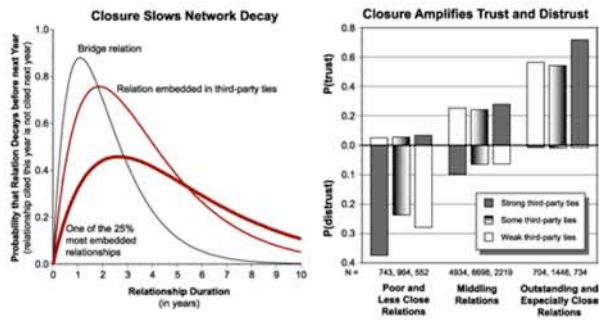 Closure Slows Network Decay
Probability that Relation Decays before next Year
(relationship cited this year is not cited next year)
1.0
0.8
0.6
0.4
0.2
0.0
Bridge relation
Relation embedded in third-party ties
One of the 25%
most embedded
relationships
0 1 2 3 4 5 6 7 8 9 10
Relationship Duration
(in years)
Closure Amplifies Trust and Distrust
P(trust)
P(distrust)
0.8
0.6
0.2
0.2
0.0
0.1
0.2
0.3
0.4
Strong third-party ties
Some third-party ties
Weak third-party ties
N = 743, 964, 552 4934, 6698, 2219 704, 1448, 734
Poor and
Less Close
Relations
Middling
Relations
Outstanding and
Especially Close
Relations